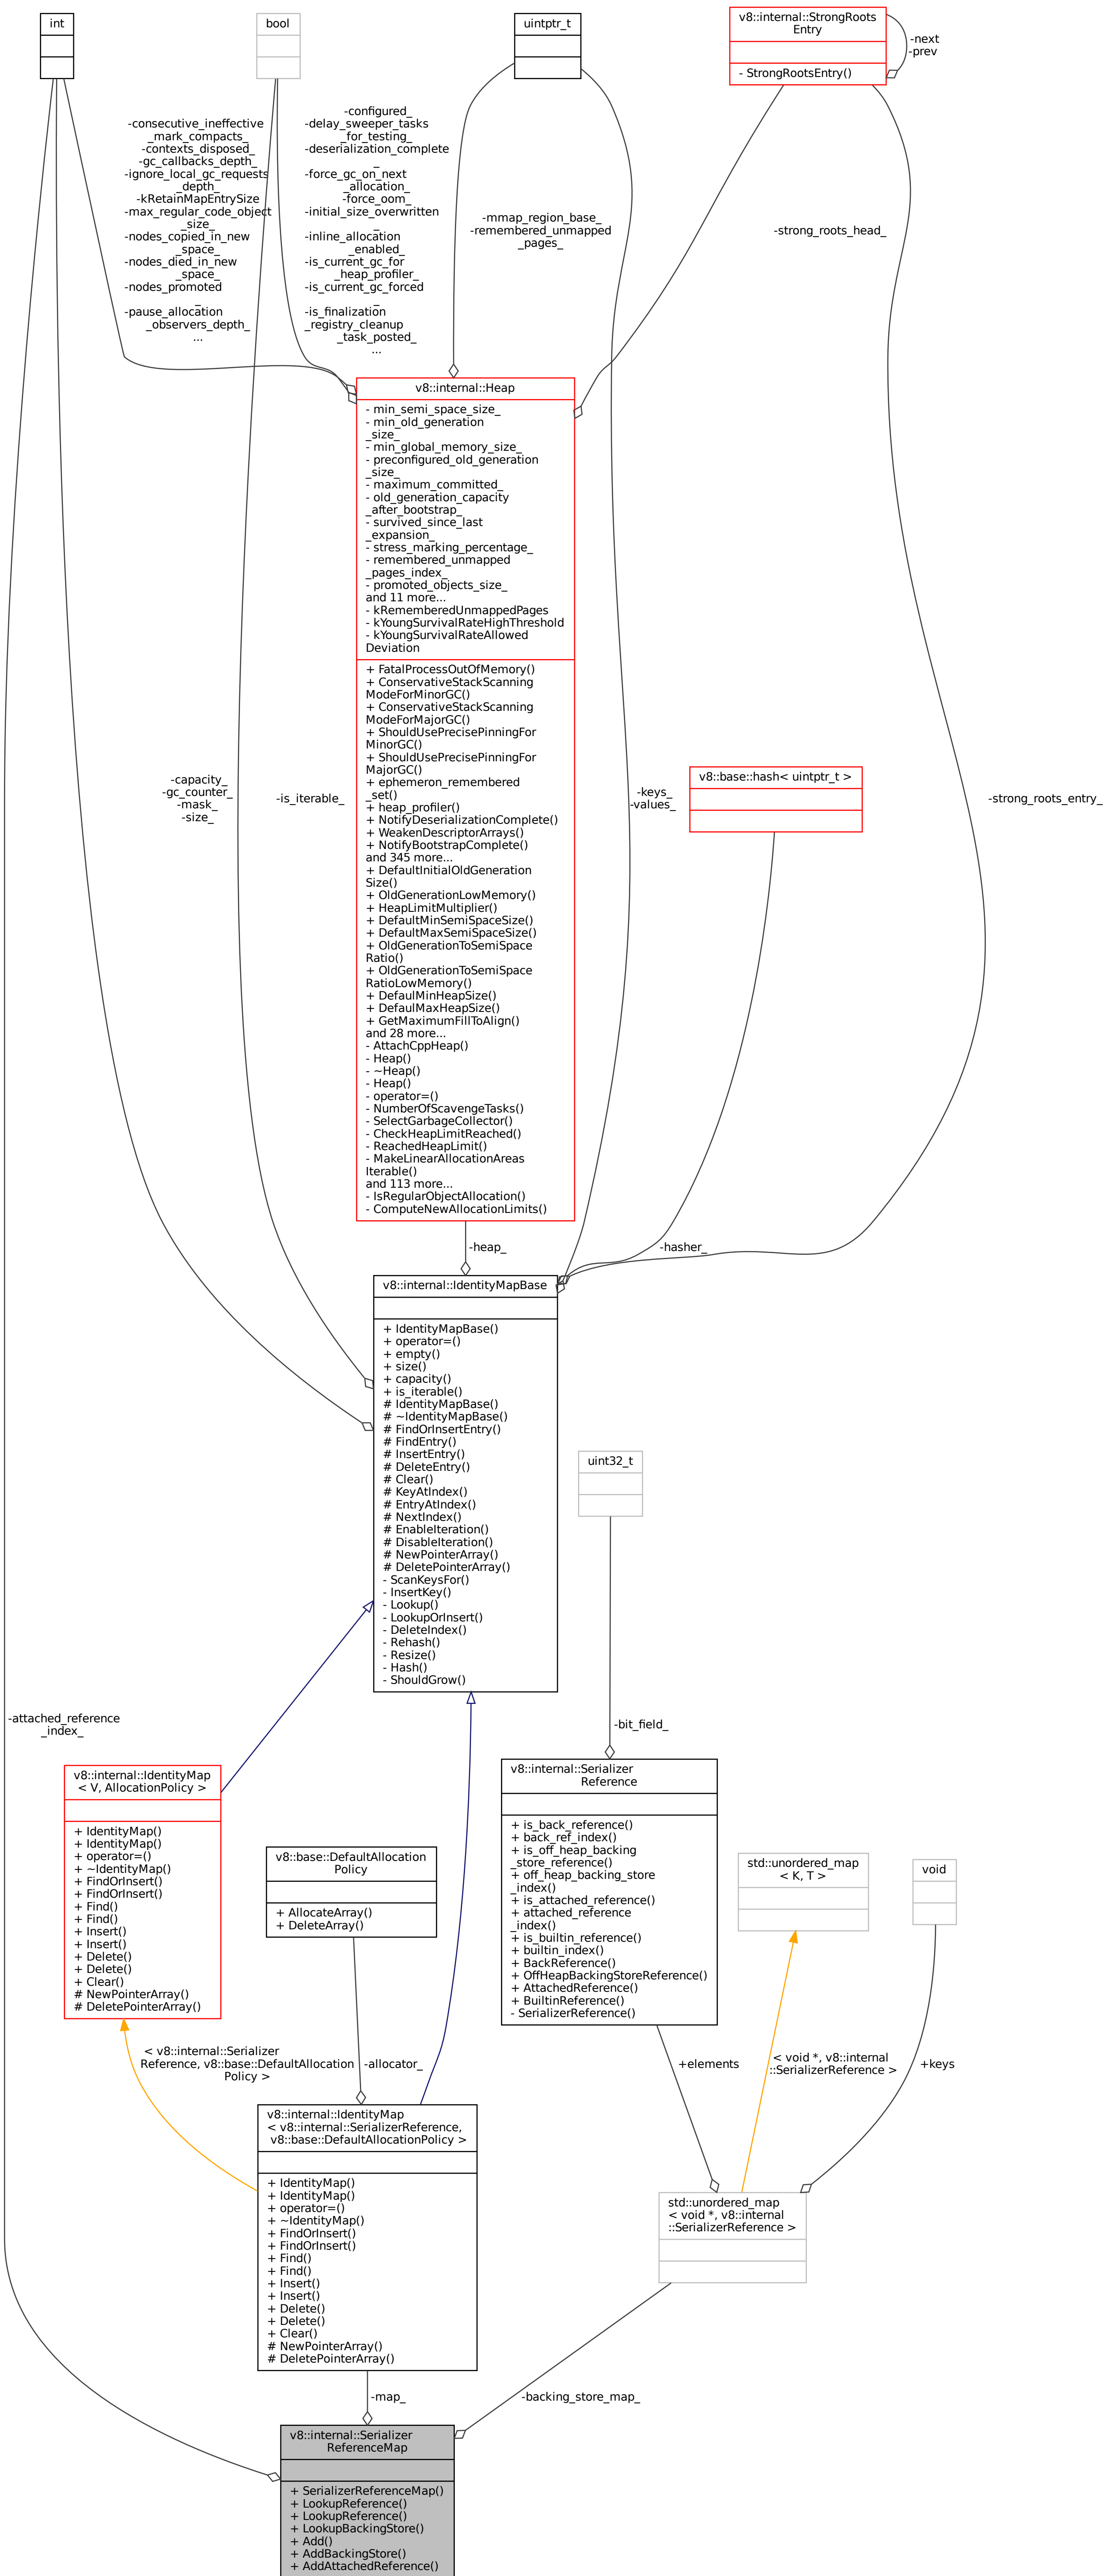 int
bool
uintptr_t
v8::internal::StrongRoots
Entry
- StrongRootsEntry()
-next
-prev
-consecutive_ineffective
_mark_compacts_
-contexts_disposed_
-gc_callbacks_depth_
-ignore_local_gc_requests
_depth_
-kRetainMapEntrySize
-max_regular_code_object
_size_
-nodes_copied_in_new
_space_
-nodes_died_in_new
_space_
-nodes_promoted
_
-pause_allocation
_observers_depth_
...
-configured_
-delay_sweeper_tasks
_for_testing_
-deserialization_complete
_
-force_gc_on_next
_allocation_
-force_oom_
-initial_size_overwritten
_
-inline_allocation
_enabled_
-is_current_gc_for
_heap_profiler_
-is_current_gc_forced
_
-is_finalization
_registry_cleanup
_task_posted_
...
-mmap_region_base_
-remembered_unmapped
_pages_
-strong_roots_head_
v8::internal::Heap
- min_semi_space_size_
- min_old_generation
_size_
- min_global_memory_size_
- preconfigured_old_generation
_size_
- maximum_committed_
- old_generation_capacity
_after_bootstrap_
- survived_since_last
_expansion_
- stress_marking_percentage_
- remembered_unmapped
_pages_index_
- promoted_objects_size_
and 11 more...
- kRememberedUnmappedPages
- kYoungSurvivalRateHighThreshold
- kYoungSurvivalRateAllowed
Deviation
+ FatalProcessOutOfMemory()
+ ConservativeStackScanning
ModeForMinorGC()
+ ConservativeStackScanning
ModeForMajorGC()
+ ShouldUsePrecisePinningFor
MinorGC()
+ ShouldUsePrecisePinningFor
MajorGC()
+ ephemeron_remembered
_set()
+ heap_profiler()
+ NotifyDeserializationComplete()
+ WeakenDescriptorArrays()
+ NotifyBootstrapComplete()
and 345 more...
+ DefaultInitialOldGeneration
Size()
+ OldGenerationLowMemory()
+ HeapLimitMultiplier()
+ DefaultMinSemiSpaceSize()
+ DefaultMaxSemiSpaceSize()
+ OldGenerationToSemiSpace
Ratio()
+ OldGenerationToSemiSpace
RatioLowMemory()
+ DefaulMinHeapSize()
+ DefaulMaxHeapSize()
+ GetMaximumFillToAlign()
and 28 more...
- AttachCppHeap()
- Heap()
- ~Heap()
- Heap()
- operator=()
- NumberOfScavengeTasks()
- SelectGarbageCollector()
- CheckHeapLimitReached()
- ReachedHeapLimit()
- MakeLinearAllocationAreas
Iterable()
and 113 more...
- IsRegularObjectAllocation()
- ComputeNewAllocationLimits()
-capacity_
-gc_counter_
-mask_
-size_
-is_iterable_
-keys_
-values_
v8::base::hash< uintptr_t >
-strong_roots_entry_
-heap_
-hasher_
v8::internal::IdentityMapBase
+ IdentityMapBase()
+ operator=()
+ empty()
+ size()
+ capacity()
+ is_iterable()
# IdentityMapBase()
# ~IdentityMapBase()
# FindOrInsertEntry()
# FindEntry()
# InsertEntry()
# DeleteEntry()
# Clear()
# KeyAtIndex()
# EntryAtIndex()
# NextIndex()
# EnableIteration()
# DisableIteration()
# NewPointerArray()
# DeletePointerArray()
- ScanKeysFor()
- InsertKey()
- Lookup()
- LookupOrInsert()
- DeleteIndex()
- Rehash()
- Resize()
- Hash()
- ShouldGrow()
uint32_t
-bit_field_
-attached_reference
_index_
v8::internal::IdentityMap
< V, AllocationPolicy >
+ IdentityMap()
+ IdentityMap()
+ operator=()
+ ~IdentityMap()
+ FindOrInsert()
+ FindOrInsert()
+ Find()
+ Find()
+ Insert()
+ Insert()
+ Delete()
+ Delete()
+ Clear()
# NewPointerArray()
# DeletePointerArray()
v8::base::DefaultAllocation
Policy
+ AllocateArray()
+ DeleteArray()
v8::internal::Serializer
Reference
+ is_back_reference()
+ back_ref_index()
+ is_off_heap_backing
_store_reference()
+ off_heap_backing_store
_index()
+ is_attached_reference()
+ attached_reference
_index()
+ is_builtin_reference()
+ builtin_index()
+ BackReference()
+ OffHeapBackingStoreReference()
+ AttachedReference()
+ BuiltinReference()
- SerializerReference()
std::unordered_map
< K, T >
void
< v8::internal::Serializer
Reference, v8::base::DefaultAllocation
Policy >
-allocator_
+elements
< void *, v8::internal
::SerializerReference >
+keys
v8::internal::IdentityMap
< v8::internal::SerializerReference,
v8::base::DefaultAllocationPolicy >
+ IdentityMap()
+ IdentityMap()
+ operator=()
+ ~IdentityMap()
+ FindOrInsert()
+ FindOrInsert()
+ Find()
+ Find()
+ Insert()
+ Insert()
+ Delete()
+ Delete()
+ Clear()
# NewPointerArray()
# DeletePointerArray()
std::unordered_map
< void *, v8::internal
::SerializerReference >
-map_
-backing_store_map_
v8::internal::Serializer
ReferenceMap
+ SerializerReferenceMap()
+ LookupReference()
+ LookupReference()
+ LookupBackingStore()
+ Add()
+ AddBackingStore()
+ AddAttachedReference()